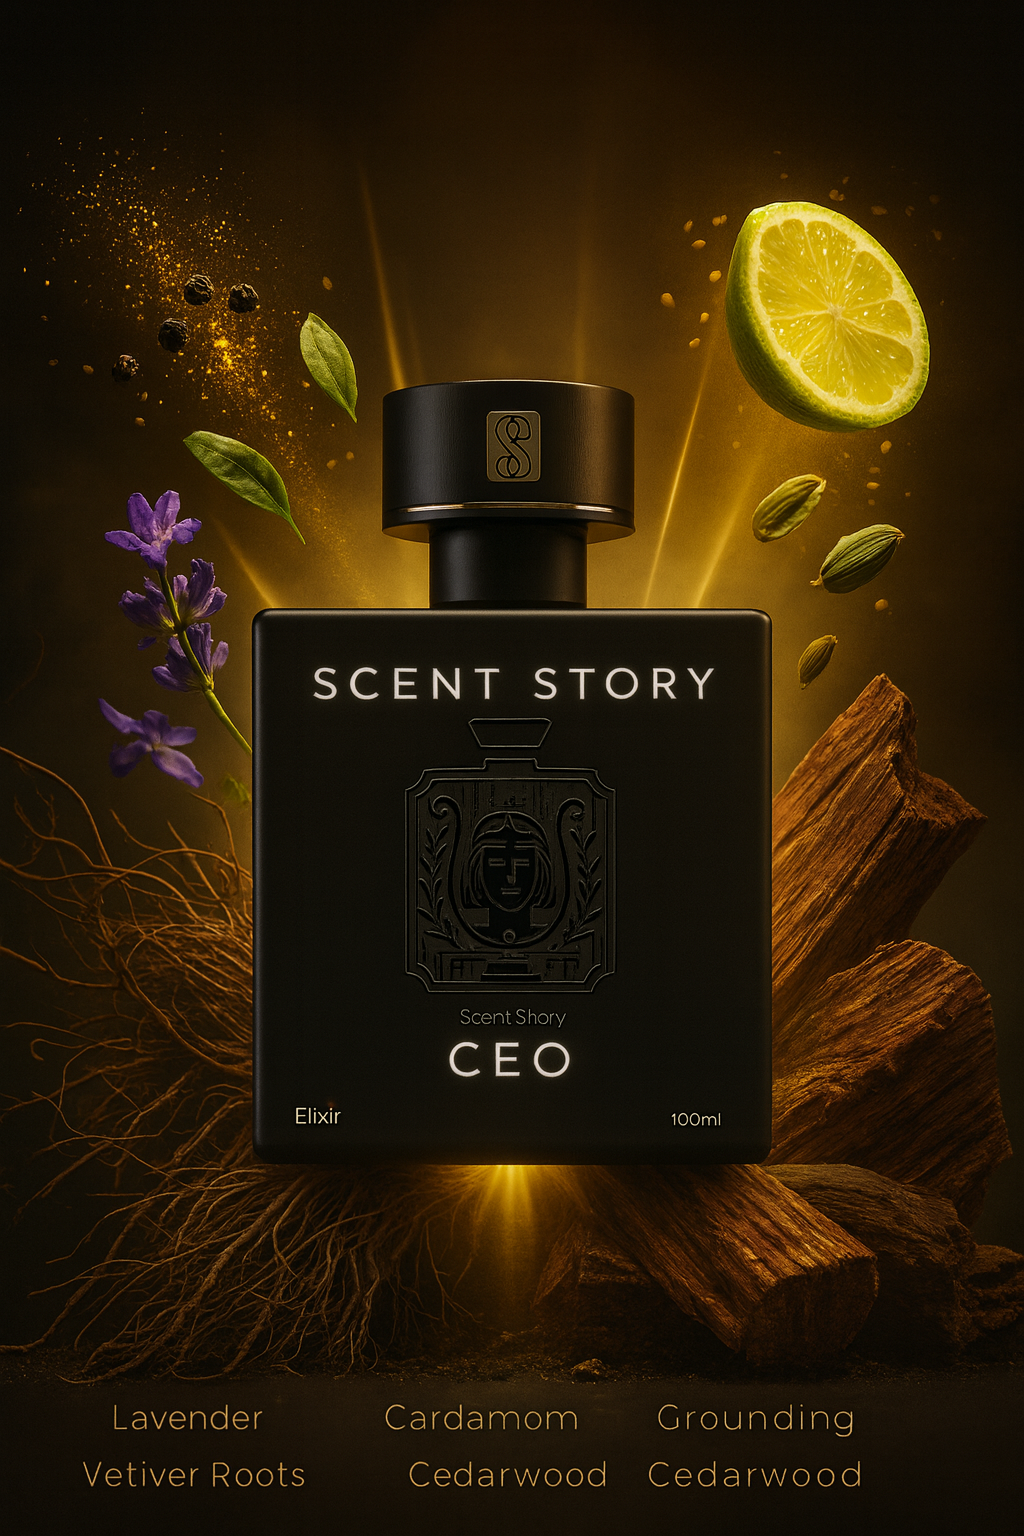 SCENT STORY
Scent Shory
CEO
Elixir
100ml
Lavender
Cardamom
Grounding
Vetiver Roots
Cedarwood
Cedarwood